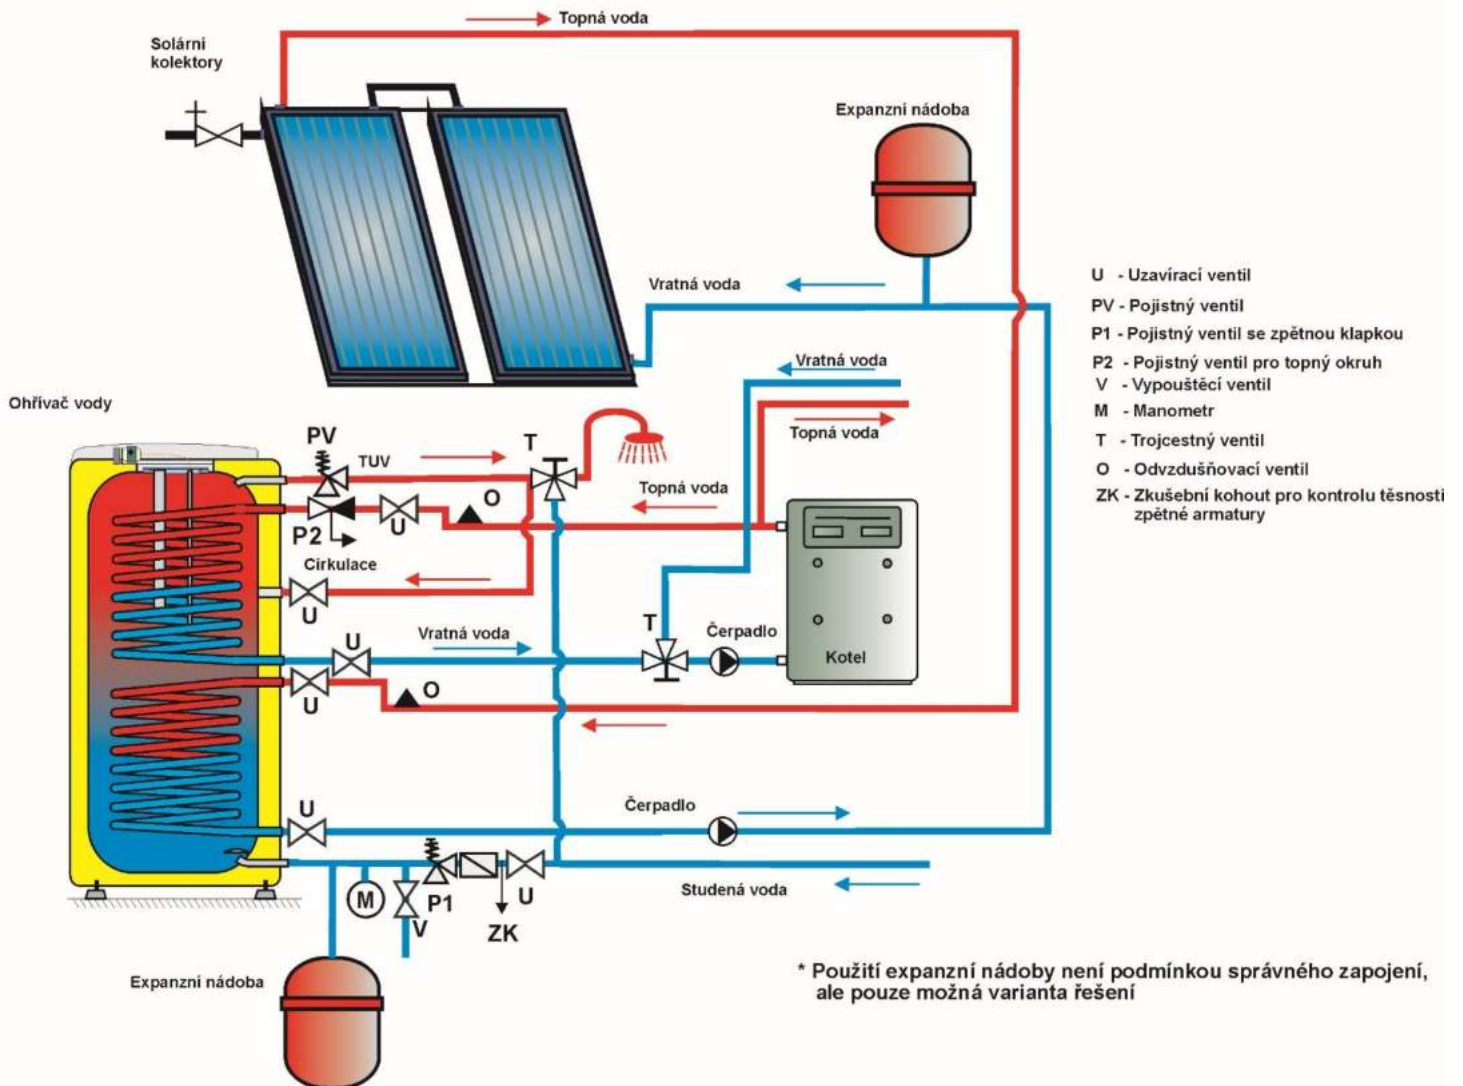 Topná voda
Solární
kolektory
Expanzní nádoba
Vratná voda
U - Uzavírací ventil
PV - Pojistný ventil
P1 - Pojistný ventil se zpětnou klapkou
P2 - Pojistný ventil pro topný okruh
V - Vypouštěcí ventil
M - Manometr
T - Trojcestný ventil
O - Odvzdušňovací ventil
ZK - Zkušební kohout pro kontrolu těsnosti
zpětné armatury
Vratná voda
Topná voda
Ohřívač vody
PV
TUV
T
Topná voda
O
P2
U
Cirkulace
U
U
Vratná voda
T
Čerpadlo
Kotel
U
O
U
Čerpadlo
M
V
P1
ZK
U
Studená voda
Expanzní nádoba
* Použití expanzní nádoby není podmínkou správného zapojení,
ale pouze možná varianta řešení